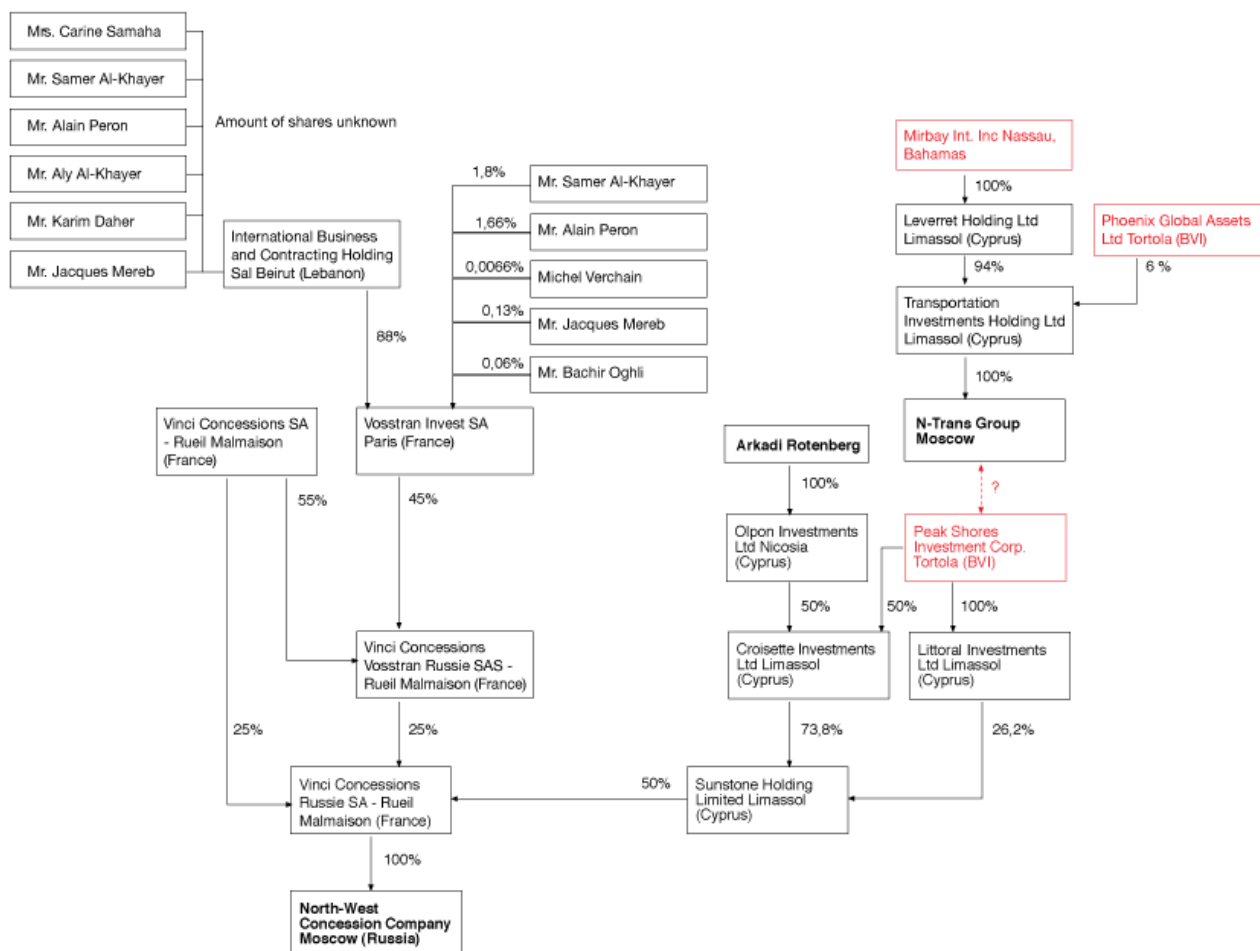 Mrs. Carine Samaha
Mr. Samer Al-Khayer
Mr. Alain Peron
Amount of shares unknown
Mr. Aly Al-Khayer
Mr. Karim Daher
Mr. Jacques Mereb
International Business
and Contracting Holding
Sal Beirut (Lebanon)
88%
1,8%
Mr. Samer Al-Khayer
1,66%
Mr. Alain Peron
0,0066%
Michel Verchain
0,13%
Mr. Jacques Mereb
0,06%
Mr. Bachir Oghli
Mirbay Int. Inc Nassau,
Bahamas
100%
Leverret Holding Ltd
Limassol (Cyprus)
Phoenix Global Assets
Ltd Tortola (BVI)
94%
6 %
Transportation
Investments Holding Ltd
Limassol (Cyprus)
100%
N-Trans Group
Moscow
Vinci Concessions SA
- Rueil Malmaison
(France)
Vosstran Invest SA
Paris (France)
Arkadi Rotenberg
55%
45%
100%
?
Olpon Investments
Ltd Nicosia
(Cyprus)
Peak Shores
Investment Corp.
Tortola (BVI)
50%
50%
100%
Vinci Concessions
Vosstran Russie SAS -
Rueil Malmaison (France)
Croisette Investments
Ltd Limassol
(Cyprus)
Littoral Investments
Ltd Limassol
(Cyprus)
25%
25%
73,8%
26,2%
Vinci Concessions
Russie SA - Rueil
Malmaison (France)
50%
Sunstone Holding
Limited Limassol
(Cyprus)
100%
North-West
Concession Company
Moscow (Russia)